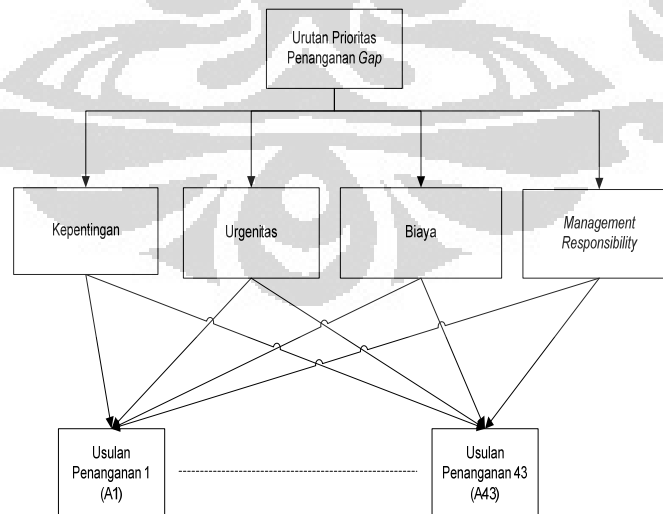 Urutan Prioritas
Penanganan Gap
Kepentingan
Urgenitas
Biaya
Management
Responsibility
Usulan
Penanganan 1
(A1)
Usulan
Penanganan 43
(A43)